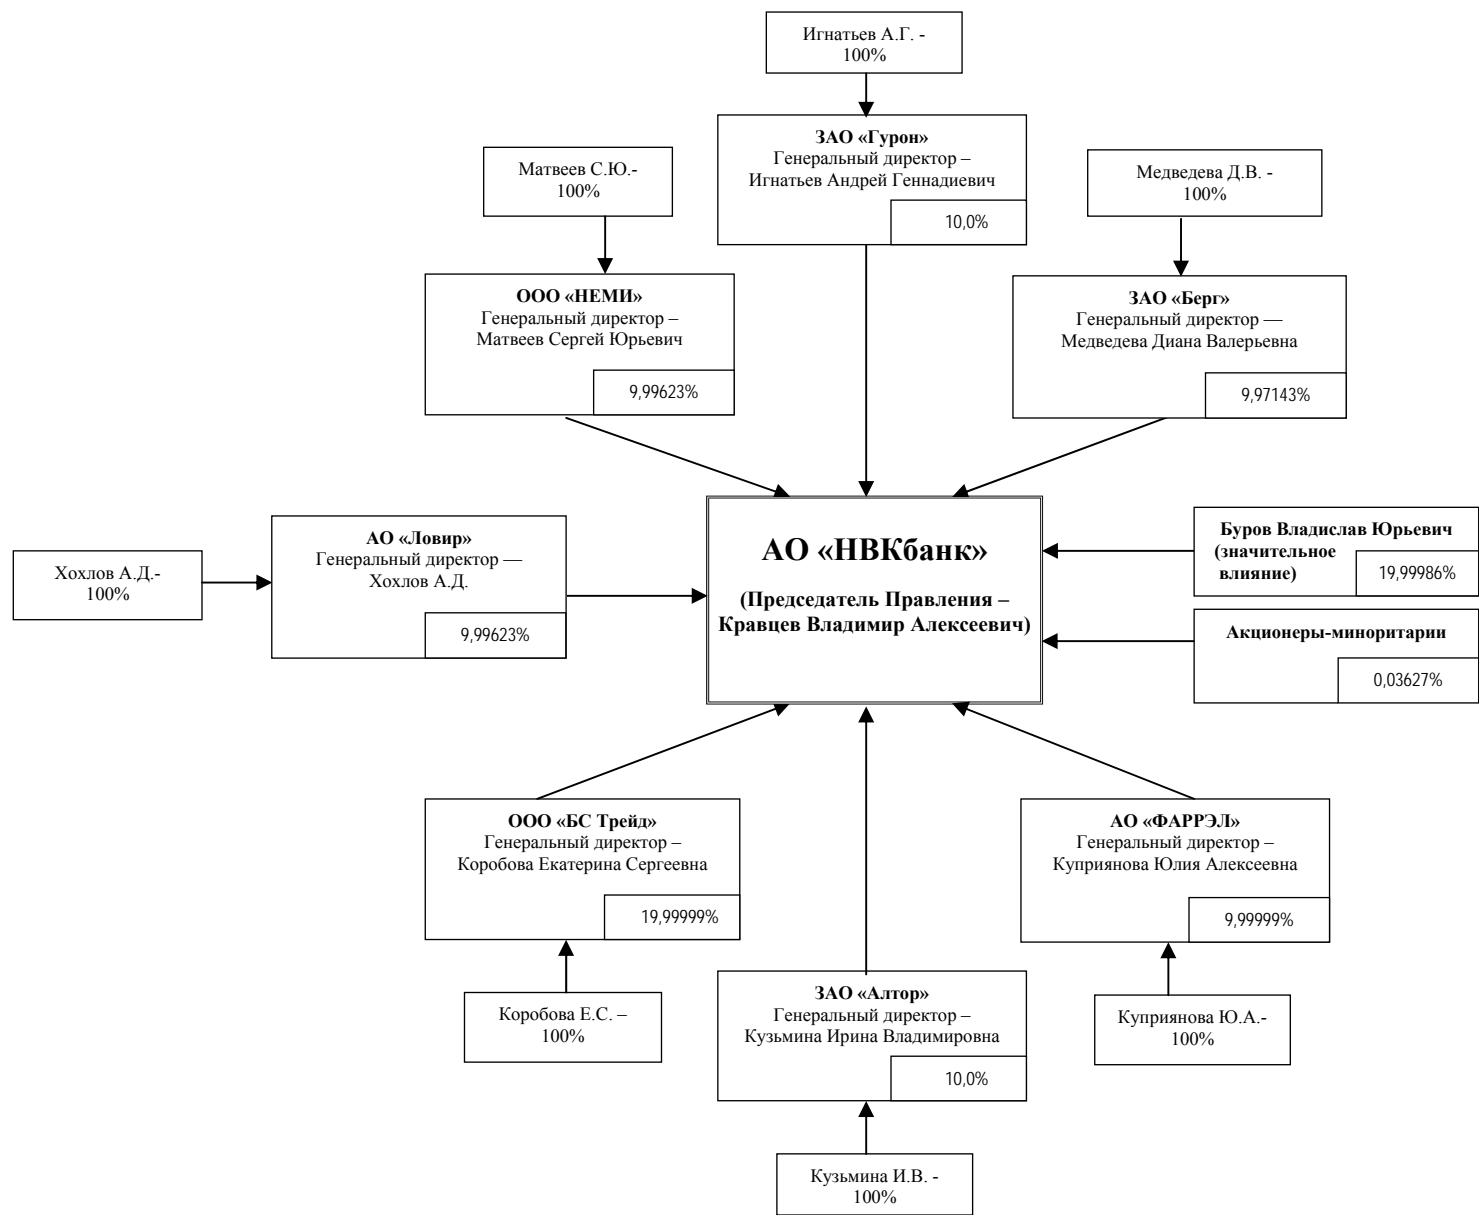 Игнатьев А.Г. -
100%
ЗАО «Гурон»
Генеральный директор –
Игнатьев Андрей Геннадиевич
10,0%
Матвеев С.Ю.-
100%
Медведева Д.В. -
100%
ООО «НЕМИ»
Генеральный директор –
Матвеев Сергей Юрьевич
9,99623%
ЗАО «Берг»
Генеральный директор —
Медведева Диана Валерьевна
9,97143%
Хохлов А.Д.-
100%
АО «Ловир»
Генеральный директор —
Хохлов А.Д.
9,99623%
АО «НВКбанк»
(Председатель Правления –
Кравцев Владимир Алексеевич)
Буров Владислав Юрьевич
(значительное
влияние)
19,99986%
Акционеры-миноритарии
0,03627%
ООО «БС Трейд»
Генеральный директор –
Коробова Екатерина Сергеевна
19,99999%
АО «ФАРРЭЛ»
Генеральный директор –
Куприянова Юлия Алексеевна
9,99999%
Коробова Е.С. –
100%
ЗАО «Алтор»
Генеральный директор –
Кузьмина Ирина Владимировна
10,0%
Куприянова Ю.А.-
100%
Кузьмина И.В. -
100%